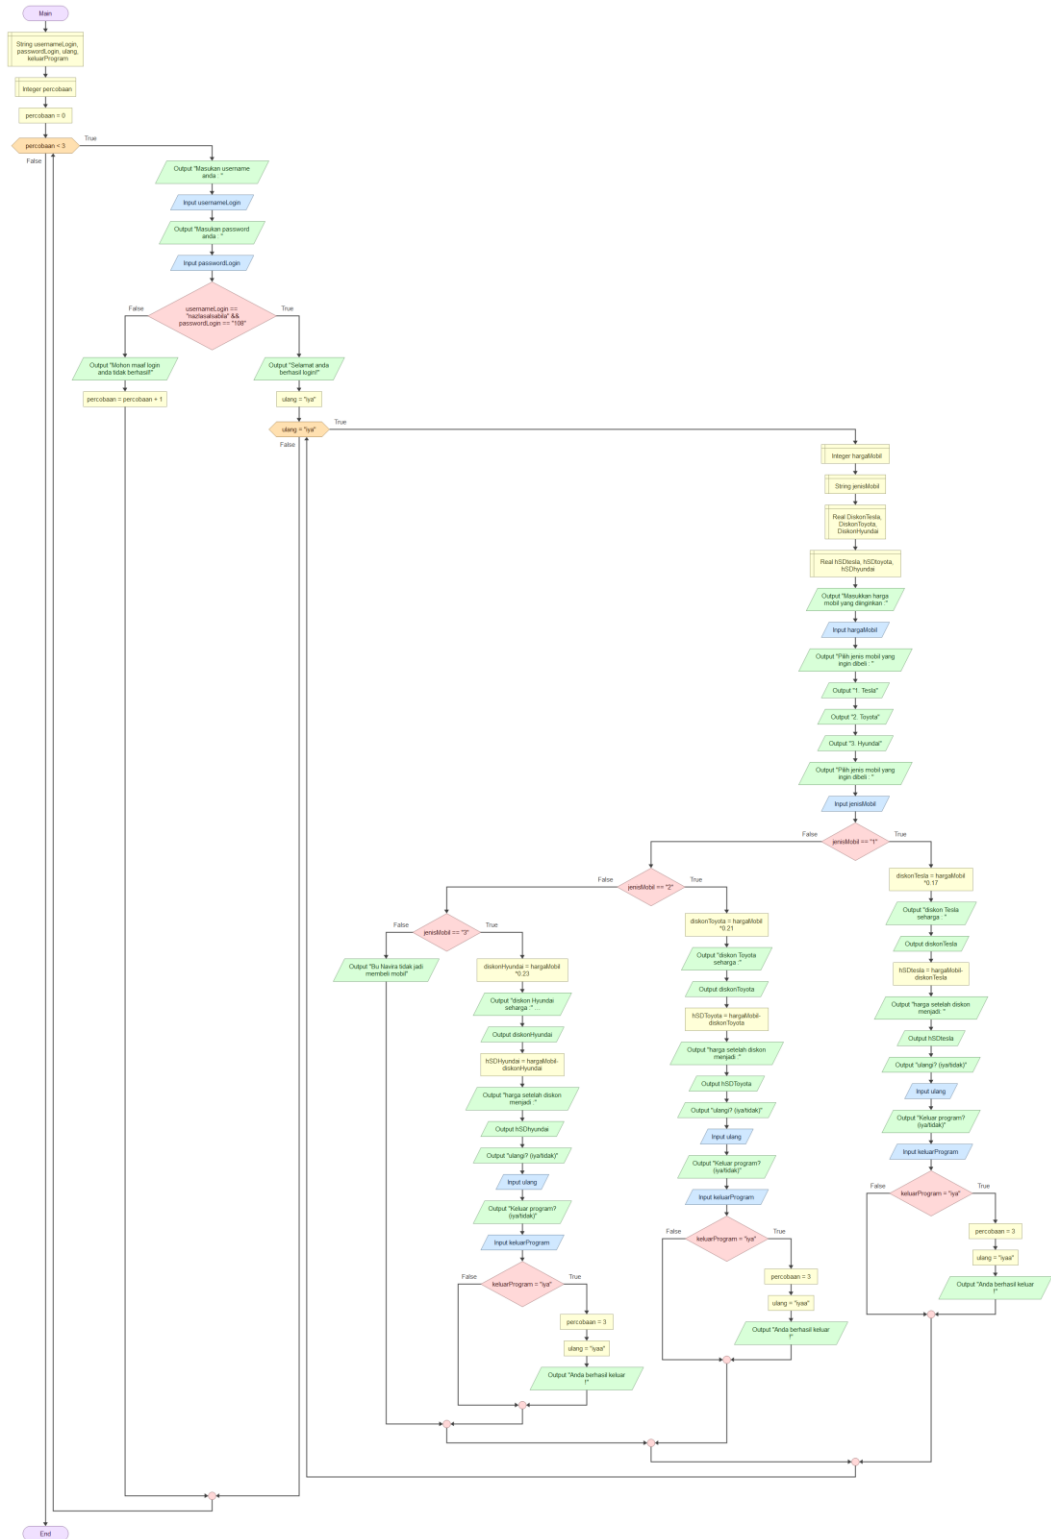 Main
String usernameLogin,
passwordLogin, ulang,
keluarProgram
Integer percobaan
percobaan = 0
percobaan < 3
True
False
Output "Masukan username
anda : "
Input usernameLogin
Output "Masukan password
anda : "
Input passwordLogin
usernameLogin ==
"nazlasalsabila" &&
passwordLogin == "108"
False
True
Output "Mohon maaf login
anda tidak berhasil!"
percobaan = percobaan + 1
Output "Selamat anda
berhasil login!"
ulang = "iya"
ulang = "iya"
True
False
Integer hargaMobil
String jenisMobil
Real DiskonTesla,
DiskonToyota,
DiskonHyundai
Real hSDtesla, hSDtoyota,
hSDhyundai
Output "Masukkan harga
mobil yang diinginkan :"
Input hargaMobil
Output "Pilih jenis mobil yang
ingin dibeli : "
Output "1. Tesla"
Output "2. Toyota"
Output "3. Hyundai"
Output "Pilih jenis mobil yang
ingin dibeli : "
Input jenisMobil
jenisMobil == "1"
False
True
diskonTesla = hargaMobil
*0.17
Output "diskon Tesla
seharga : "
Output diskonTesla
hSDtesla = hargaMobil-
diskonTesla
Output "harga setelah diskon
menjadi :"
Output hSDtesla
Output "ulangi? (iya/tidak)"
Input ulang
Output "Keluar program?
(iya/tidak)"
Input keluarProgram
keluarProgram = "iya"
False
True
percobaan = 3
ulang = "iyaa"
Output "Anda berhasil keluar
!"
jenisMobil == "2"
False
True
diskonToyota = hargaMobil
*0.21
Output "diskon Toyota
seharga :"
Output diskonToyota
hSDToyota = hargaMobil-
diskonToyota
Output "harga setelah diskon
menjadi :"
Output hSDToyota
Output "ulangi? (iya/tidak)"
Input ulang
Output "Keluar program?
(iya/tidak)"
Input keluarProgram
keluarProgram = "iya"
False
True
percobaan = 3
ulang = "iyaa"
Output "Anda berhasil keluar
!"
jenisMobil == "3"
False
True
Output "Bu Navira tidak jadi
membeli mobil"
diskonHyundai = hargaMobil
*0.23
Output "diskon Hyundai
seharga :" ...
Output diskonHyundai
hSDHyundai = hargaMobil-
diskonHyundai
Output "harga setelah diskon
menjadi :"
Output hSDhyundai
Output "ulangi? (iya/tidak)"
Input ulang
Output "Keluar program?
(iya/tidak)"
Input keluarProgram
keluarProgram = "iya"
False
True
percobaan = 3
ulang = "iyaa"
Output "Anda berhasil keluar
!"
End